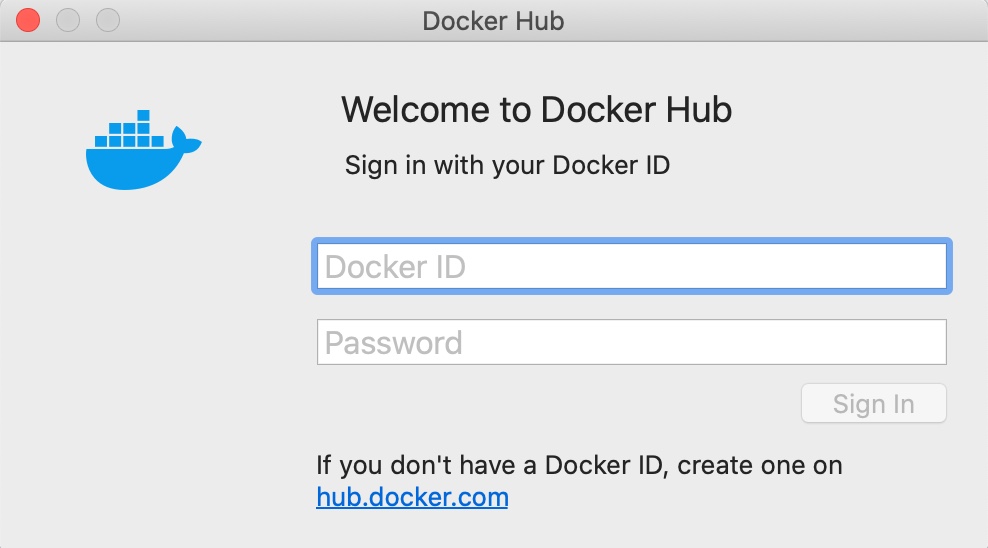 Docker Hub
Welcome to Docker Hub
Sign in with your Docker ID
Docker ID
Password
Sign In
If you don't have a Docker ID, create one on
hub.docker.com